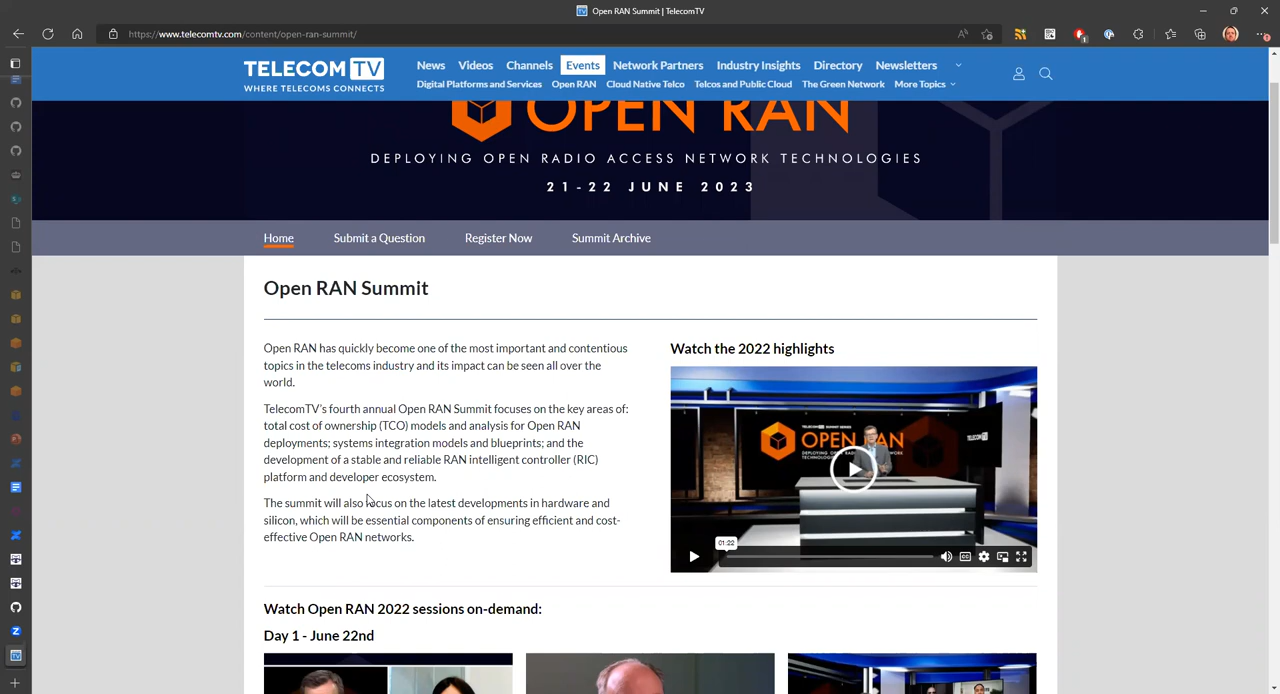 Open RAN Summit | TelecomTV
https://www.telecomtv.com/content/open-ran-summit/
TELECOM TV
WHERE TELECOMS CONNECTS
News Videos Channels Events Network Partners Industry Insights Directory Newsletters
Digital Platforms and Services Open RAN Cloud Native Telco Telcos and Public Cloud The Green Network More Topics
OPEN RAN
DEPLOYING OPEN RADIO ACCESS NETWORK TECHNOLOGIES
21-22 JUNE 2023
Home Submit a Question Register Now Summit Archive
Open RAN Summit
Open RAN has quickly become one of the most important and contentious
topics in the telecoms industry and its impact can be seen all over the
world.
TelecomTV's fourth annual Open RAN Summit focuses on the key areas of:
total cost of ownership (TCO) models and analysis for Open RAN
deployments; systems integration models and blueprints; and the
development of a stable and reliable RAN intelligent controller (RIC)
platform and developer ecosystem.
The summit will also focus on the latest developments in hardware and
silicon, which will be essential components of ensuring efficient and cost-
effective Open RAN networks.
Watch the 2022 highlights
OPEN RAN
01:22
Watch Open RAN 2022 sessions on-demand:
Day 1 - June 22nd